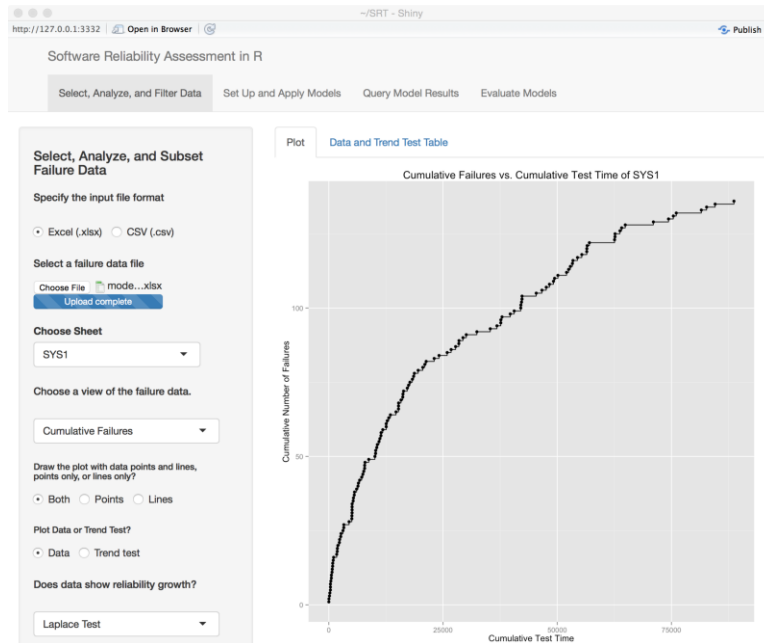 ~/SRT - Shiny
http://127.0.0.1:3332 Open in Browser Publish
Software Reliability Assessment in R
Select, Analyze, and Filter Data Set Up and Apply Models Query Model Results Evaluate Models
Select, Analyze, and Subset
Failure Data
Specify the input file format
Excel (.xlsx) CSV (.csv)
Select a failure data file
Choose File mode...xlsx
Upload complete
Choose Sheet
SYS1
Choose a view of the failure data.
Cumulative Failures
Draw the plot with data points and lines,
points only, or lines only?
Both Points Lines
Plot Data or Trend Test?
Data Trend test
Does data show reliability growth?
Laplace Test
Plot Data and Trend Test Table
Cumulative Failures vs. Cumulative Test Time of SYS1
Cumulative Number of Failures
100
50
0
0 25000 50000 75000
Cumulative Test Time